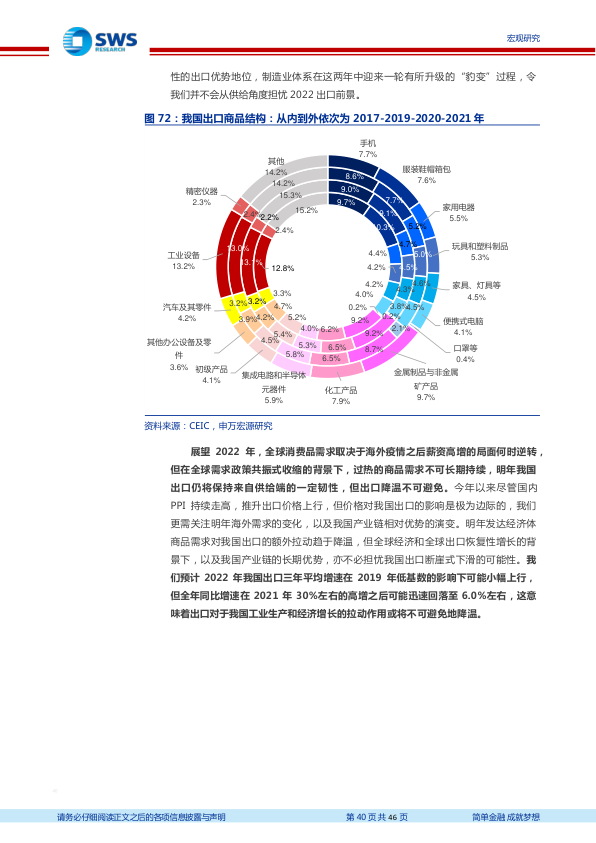 SWS
RESEARCH
宏观研究
性的出口优势地位，制造业体系在这两年中迎来一轮有所升级的“豹变”过程，令
我们并不会从供给角度担忧 2022 出口前景。
图 72：我国出口商品结构：从内到外依次为 2017-2019-2020-2021 年
手机
7.7%
8.6%
9.0%
9.7%
服装鞋帽箱包
7.6%
7.7%
9.1%
0.3%
家用电器
5.5%
5.2%
4.7%
4.4%
玩具和塑料制品
5.3%
5.0%
4.5%
4.2%
家具、灯具等
4.5%
4.6%
4.3%
4.2%
便携式电脑
4.1%
4.5%
3.8%
4.0%
口罩等
0.4%
2.1%
0.2%
0.2%
金属制品与非金属
矿产品
9.7%
8.7%
9.2%
9.2%
化工产品
7.9%
6.5%
6.5%
6.2%
集成电路和半导体
元器件
5.9%
5.8%
5.3%
4.0%
初级产品
4.1%
4.5%
5.4%
5.2%
其他办公设备及零
件
3.6%
3.9%
4.2%
4.7%
汽车及其零件
4.2%
3.2%
3.2%
3.3%
工业设备
13.2%
13.0%
13.1%
12.8%
精密仪器
2.3%
2.4%
2.2%
2.4%
其他
14.2%
14.2%
15.3%
15.2%
资料来源：CEIC，申万宏源研究
展望 2022 年，全球消费品需求取决于海外疫情之后薪资高增的局面何时逆转，
但在全球需求政策共振式收缩的背景下，过热的商品需求不可长期持续，明年我国
出口仍将保持来自供给端的一定韧性，但出口降温不可避免。今年以来尽管国内
PPI 持续走高，推升出口价格上行，但价格对我国出口的影响是极为边际的，我们
更需关注明年海外需求的变化，以及我国产业链相对优势的演变。明年发达经济体
商品需求对我国出口的额外拉动趋于降温，但全球经济和全球出口恢复性增长的背
景下，以及我国产业链的长期优势，亦不必担忧我国出口断崖式下滑的可能性。我
们预计 2022 年我国出口三年平均增速在 2019 年低基数的影响下可能小幅上行，
但全年同比增速在 2021 年 30%左右的高增之后可能迅速回落至 6.0%左右，这意
味着出口对于我国工业生产和经济增长的拉动作用或将不可避免地降温。
请务必仔细阅读正文之后的各项信息披露与声明
第 40 页 共 46 页
简单金融 成就梦想